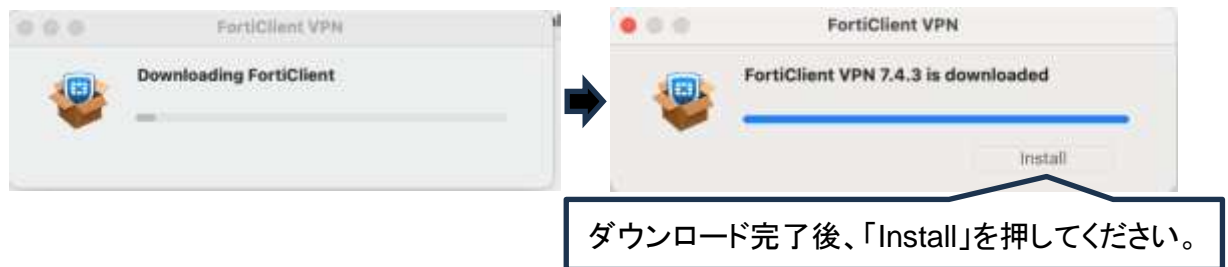 FortiClient VPN
Downloading FortiClient
FortiClient VPN
FortiClient VPN 7.4.3 is downloaded
Install
ダウンロード完了後、「Install」を押してください。